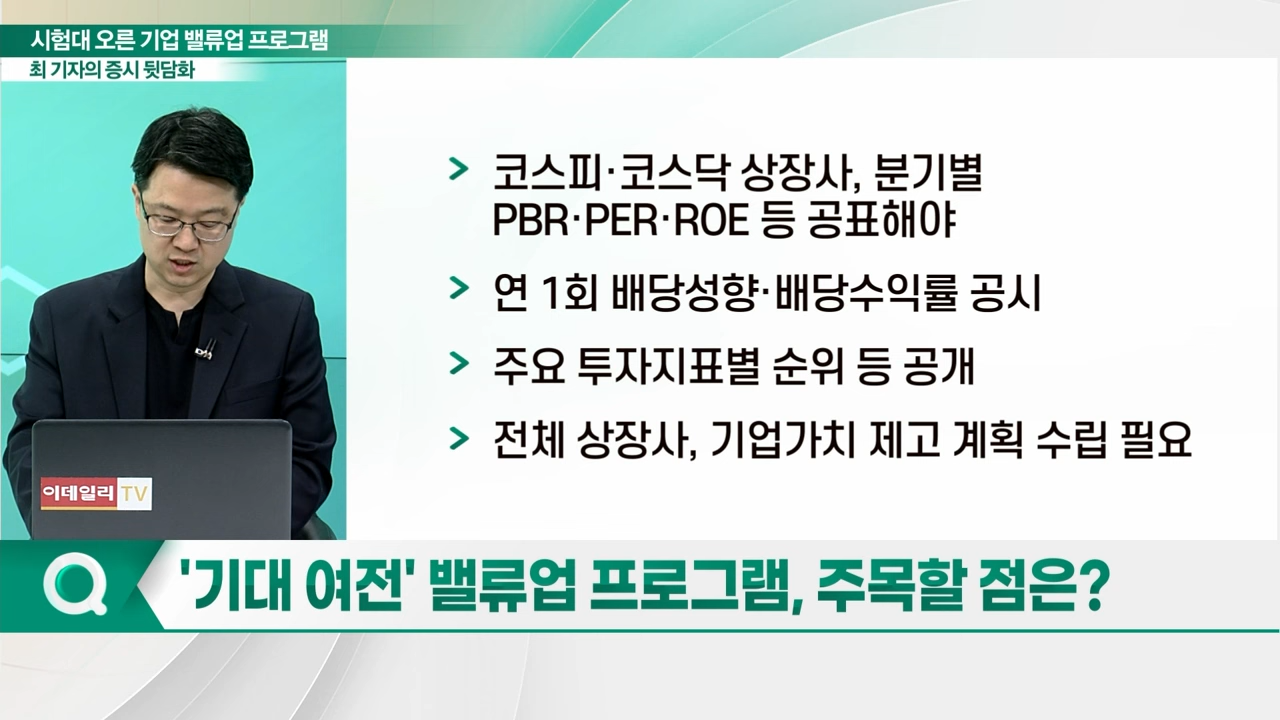 시험대 오른 기업 밸류업 프로그램
최 기자의 증시 뒷담화
> 코스피·코스닥 상장사, 분기별
PBR·PER·ROE 등 공표해야
> 연 1회 배당성향·배당수익률 공시
> 주요 투자지표별 순위 등 공개
> 전체 상장사, 기업가치 제고 계획 수립 필요
이데일리 TV
'기대 여전' 밸류업 프로그램, 주목할 점은?